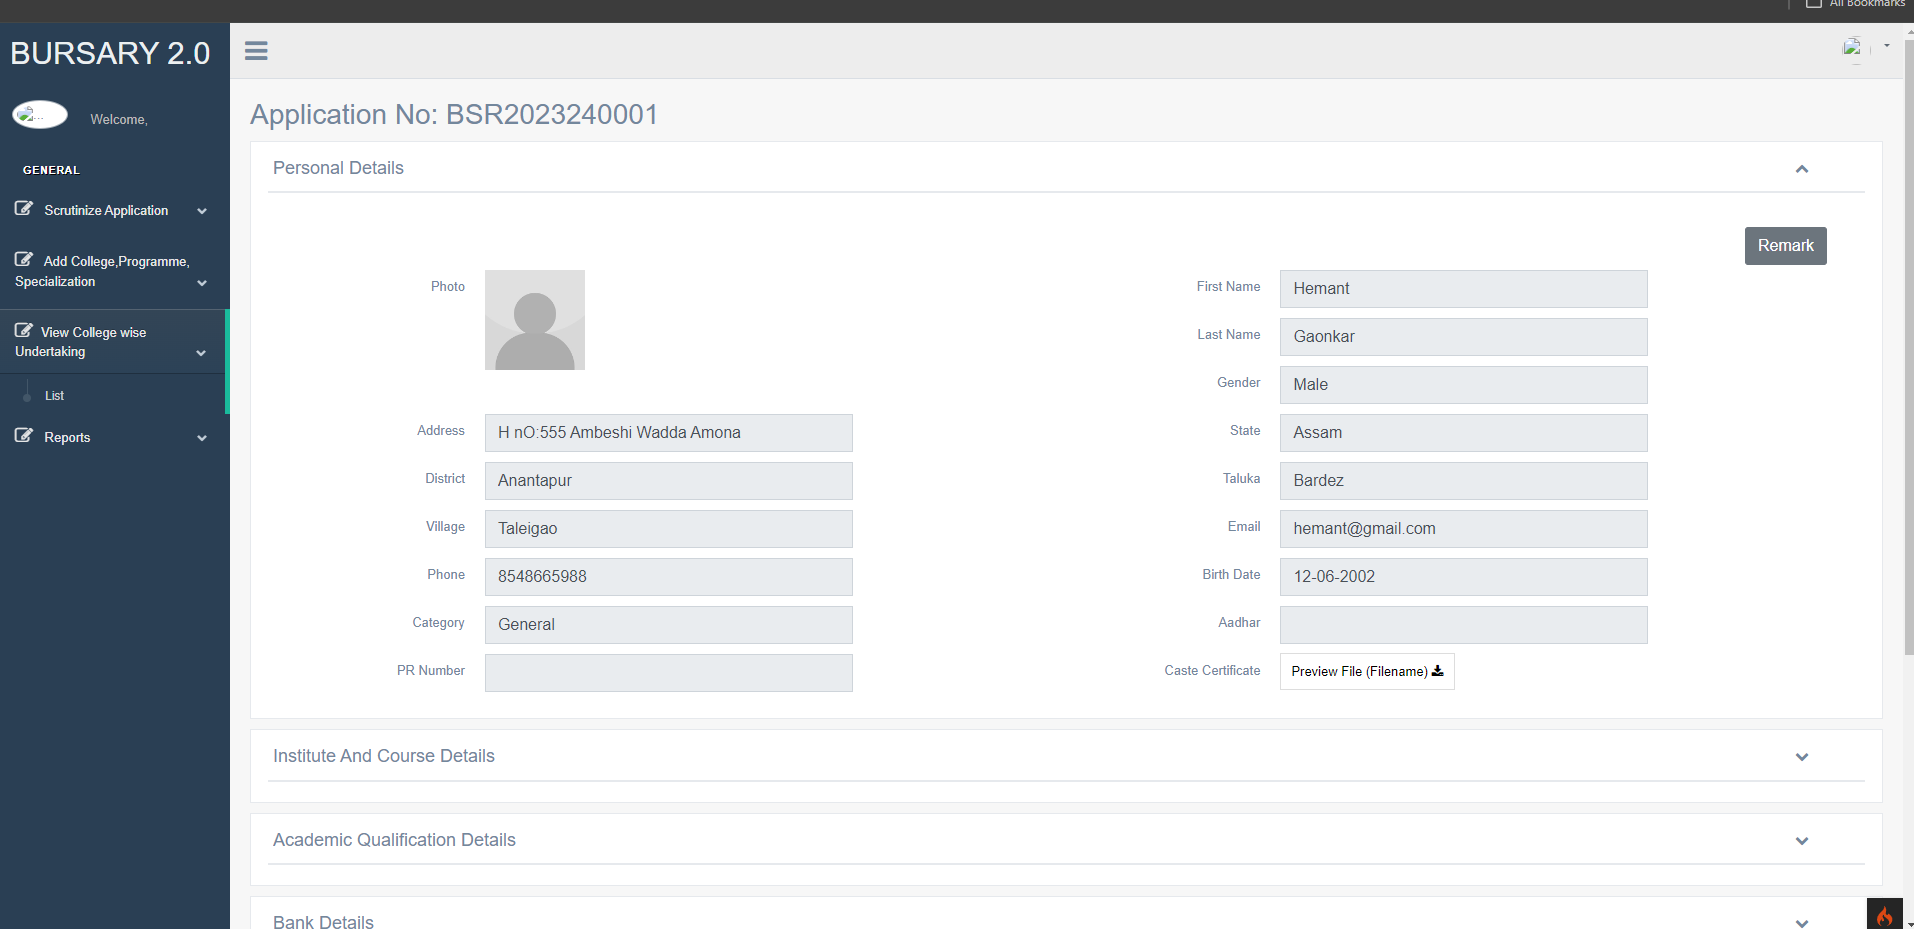 All Bookmarks
BURSARY 2.0
...
Welcome,
GENERAL
Scrutinize Application
Add College,Programme,
Specialization
View College wise
Undertaking
List
Reports
Application No: BSR2023240001
Personal Details
Remark
Photo
First Name Hemant
Last Name Gaonkar
Gender Male
Address H nO:555 Ambeshi Wadda Amona
State Assam
District Anantapur
Taluka Bardez
Village Taleigao
Email hemant@gmail.com
Phone 8548665988
Birth Date 12-06-2002
Category General
Aadhar
PR Number
Caste Certificate Preview File (Filename)
Institute And Course Details
Academic Qualification Details
Bank Details